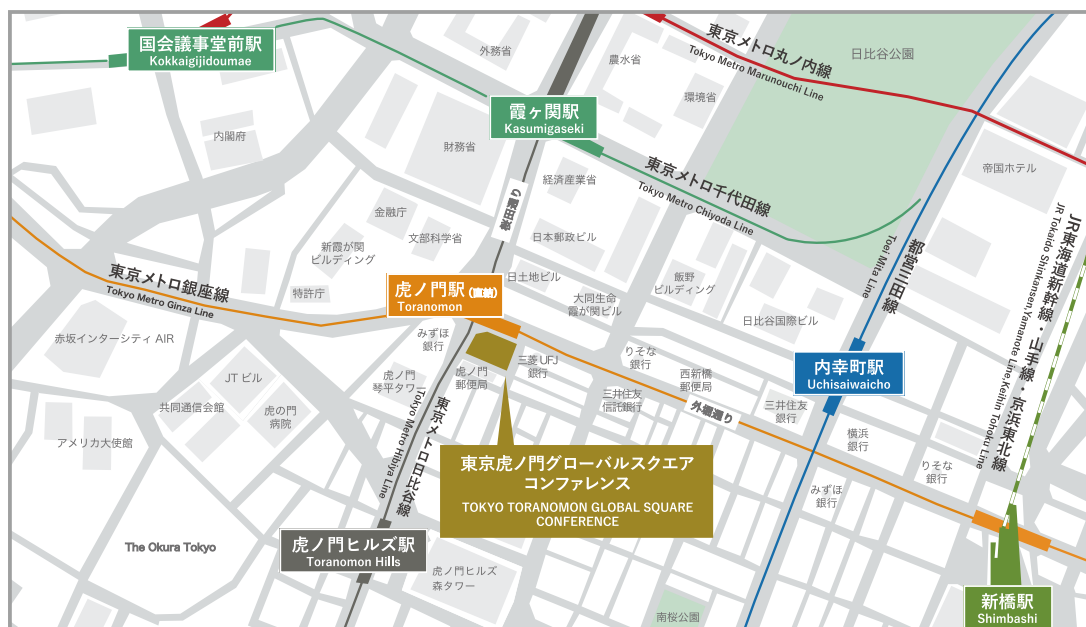 国会議事堂前駅
Kokkaigijidoumae
外務省
農水省
環境省
東京メトロ丸ノ内線
Tokyo Metro Marunouchi Line
日比谷公園
霞ヶ関駅
Kasumigaseki
内閣府
財務省
経済産業省
東京メトロ千代田線
Tokyo Metro Chiyoda Line
帝国ホテル
桜田通り
金融庁
文部科学省
新霞が関
ビルディング
特許庁
日本郵政ビル
日土地ビル
大同生命
霞が関ビル
飯野
ビルディング
日比谷国際ビル
都営三田線
Toei Mita Line
JR東海道新幹線・山手線・京浜東北線
JR Tokaido Shinkansen,Yamanote Line,Keihin Tohoku Line
東京メトロ銀座線
Tokyo Metro Ginza Line
虎ノ門駅(直結)
Toranomon
赤坂インターシティ AIR
JT ビル
共同通信会館
虎の門
病院
アメリカ大使館
みずほ
銀行
虎ノ門
琴平タワー
虎ノ門
郵便局
三菱 UFJ
銀行
りそな
銀行
三井住友
信託銀行
西新橋
郵便局
外堀通り
三井住友
銀行
内幸町駅
Uchisaiwaicho
横浜
銀行
りそな
銀行
みずほ
銀行
東京メトロ日比谷線
Tokyo Metro Hibiya Line
東京虎ノ門グローバルスクエア
コンファレンス
TOKYO TORANOMON GLOBAL SQUARE
CONFERENCE
The Okura Tokyo
虎ノ門ヒルズ駅
Toranomon Hills
虎ノ門ヒルズ
森タワー
南桜公園
新橋駅
Shimbashi